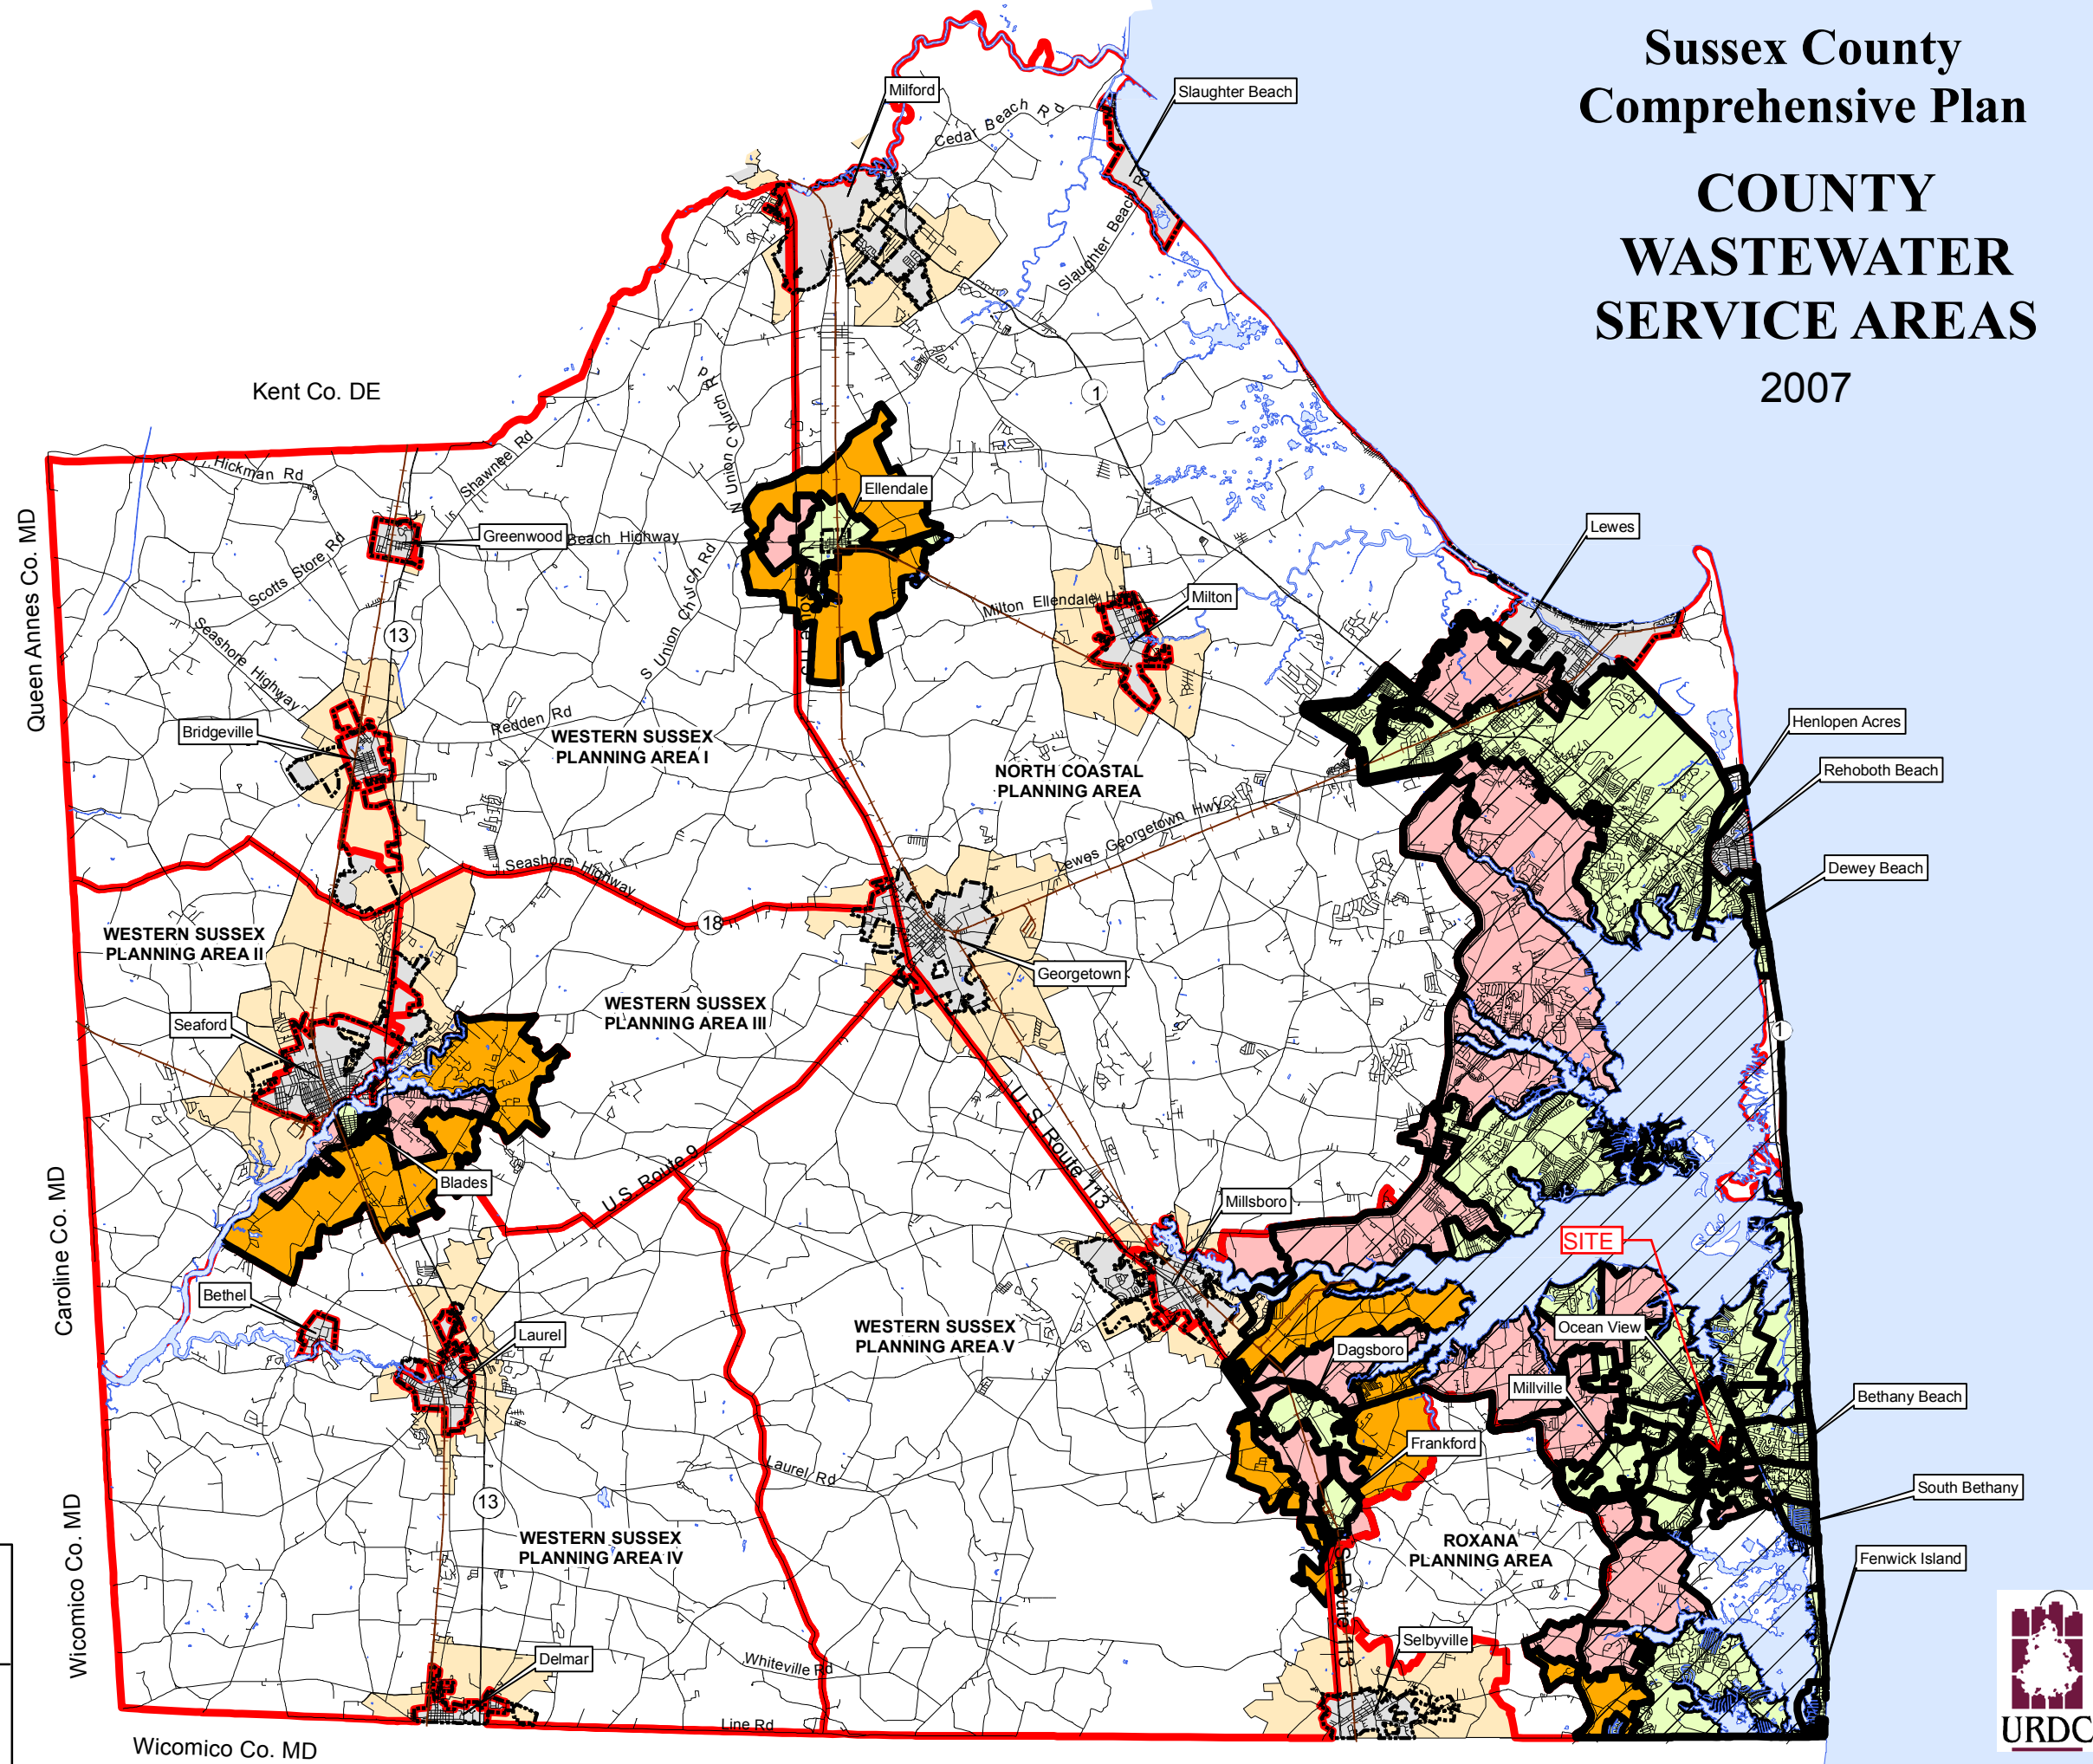 Sussex County
Comprehensive Plan
COUNTY
WASTEWATER
SERVICE AREAS
2007
Milford
Slaughter Beach
Cedar Beach Rd
Slaughter Beach Rd
Kent Co. DE
1
N Union Church Rd
Hickman Rd
Shawnee Rd
Ellendale
Greenwood
Beach Highway
Scotts Store Rd
S Union Church Rd
Lewes
Queen Annes Co. MD
Milton Ellendale Hwy
Milton
13
Seashore Highway
Redden Rd
Bridgeville
WESTERN SUSSEX
PLANNING AREA I
NORTH COASTAL
PLANNING AREA
Henlopen Acres
Rehoboth Beach
Lewes Georgetown Hwy
Seashore Highway
Dewey Beach
18
WESTERN SUSSEX
PLANNING AREA II
Georgetown
WESTERN SUSSEX
PLANNING AREA III
Seaford
1
U.S. Route 113
U.S. Route 9
Blades
Caroline Co. MD
Millsboro
SITE
Bethel
Laurel
WESTERN SUSSEX
PLANNING AREA V
Ocean View
Dagsboro
Millville
Bethany Beach
Frankford
Laurel Rd
13
South Bethany
WESTERN SUSSEX
PLANNING AREA IV
ROXANA
PLANNING AREA
Fenwick Island
Wicomico Co. MD
Route 113
Selbyville
Delmar
Whiteville Rd
Line Rd
Wicomico Co. MD
URDC